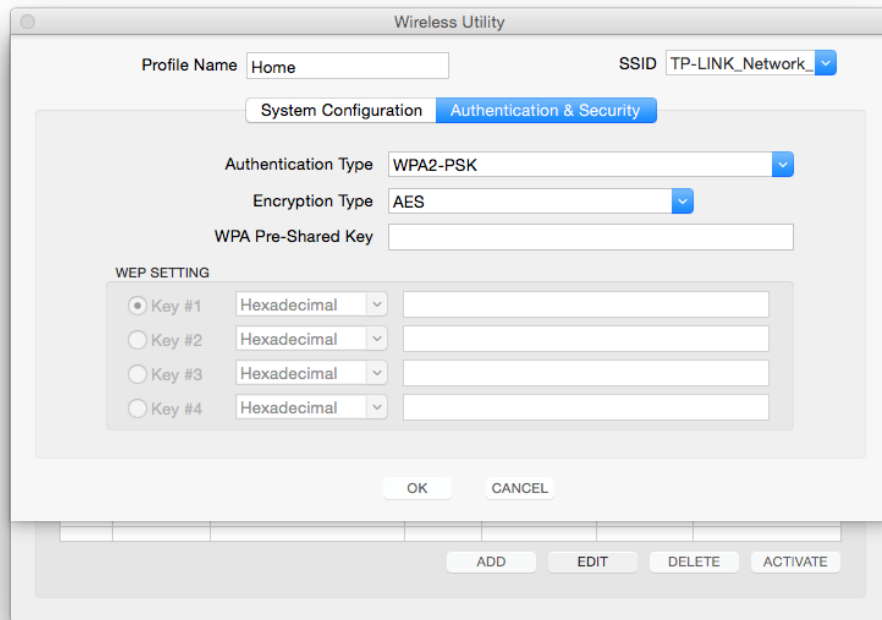 Wireless Utility
Profile Name Home SSID TP-LINK_Network_
System Configuration Authentication & Security
Authentication Type WPA2-PSK
Encryption Type AES
WPA Pre-Shared Key
WEP SETTING
Key #1 Hexadecimal
Key #2 Hexadecimal
Key #3 Hexadecimal
Key #4 Hexadecimal
OK CANCEL
ADD EDIT DELETE ACTIVATE